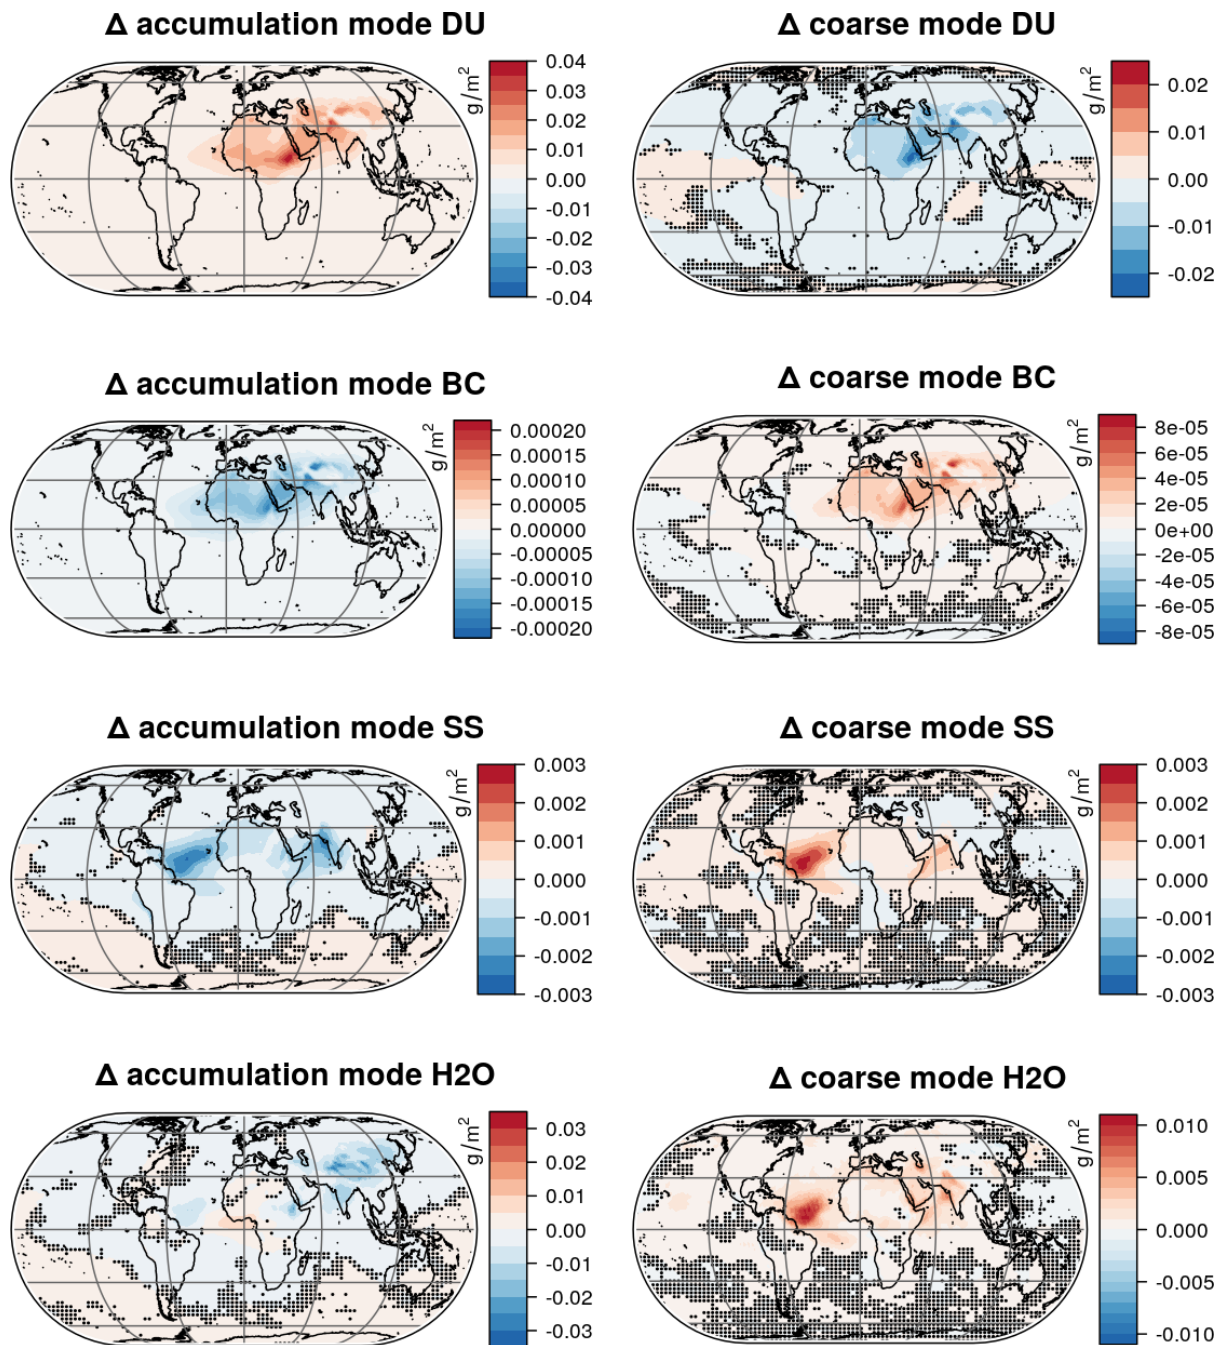 Δ accumulation mode DU
g/m²
0.04
0.03
0.02
0.01
0.00
-0.01
-0.02
-0.03
-0.04
Δ coarse mode DU
g/m²
0.02
0.01
0.00
-0.01
-0.02
Δ accumulation mode BC
g/m²
0.00020
0.00015
0.00010
0.00005
0.00000
-0.00005
-0.00010
-0.00015
-0.00020
Δ coarse mode BC
g/m²
8e-05
6e-05
4e-05
2e-05
0e+00
-2e-05
-4e-05
-6e-05
-8e-05
Δ accumulation mode SS
g/m²
0.003
0.002
0.001
0.000
-0.001
-0.002
-0.003
Δ coarse mode SS
g/m²
0.003
0.002
0.001
0.000
-0.001
-0.002
-0.003
Δ accumulation mode H2O
g/m²
0.03
0.02
0.01
0.00
-0.01
-0.02
-0.03
Δ coarse mode H2O
g/m²
0.010
0.005
0.000
-0.005
-0.010